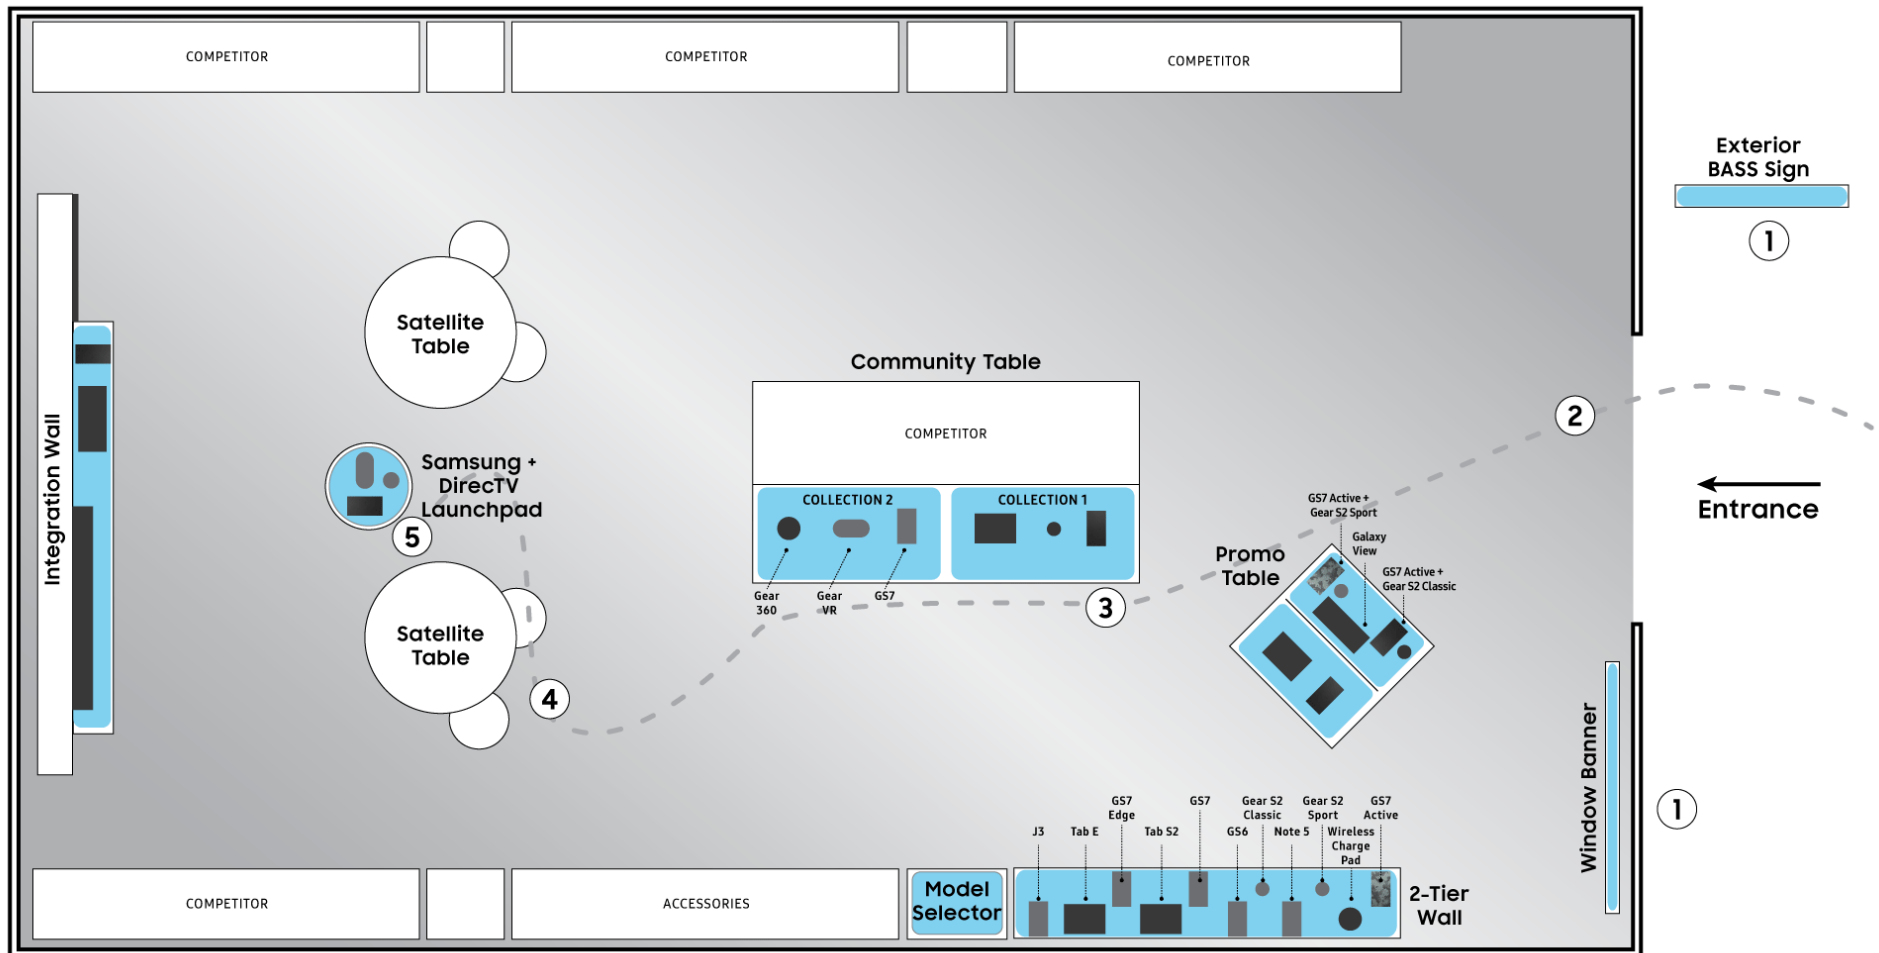 COMPETITOR
COMPETITOR
COMPETITOR
Exterior
BASS Sign
1
Satellite
Table
Community Table
COMPETITOR
2
Integration Wall
Samsung +
DirecTV
Launchpad
5
COLLECTION 2
COLLECTION 1
Gear
360
Gear
VR
GS7
3
GS7 Active +
Gear S2 Sport
Galaxy
View
GS7 Active +
Gear S2 Classic
Promo
Table
Entrance
Satellite
Table
4
Window Banner
1
J3
Tab E
GS7
Edge
Tab S2
GS7
GS6
Gear S2
Classic
Note 5
Gear S2
Sport
Wireless
Charge
Pad
GS7
Active
COMPETITOR
ACCESSORIES
Model
Selector
2-Tier
Wall